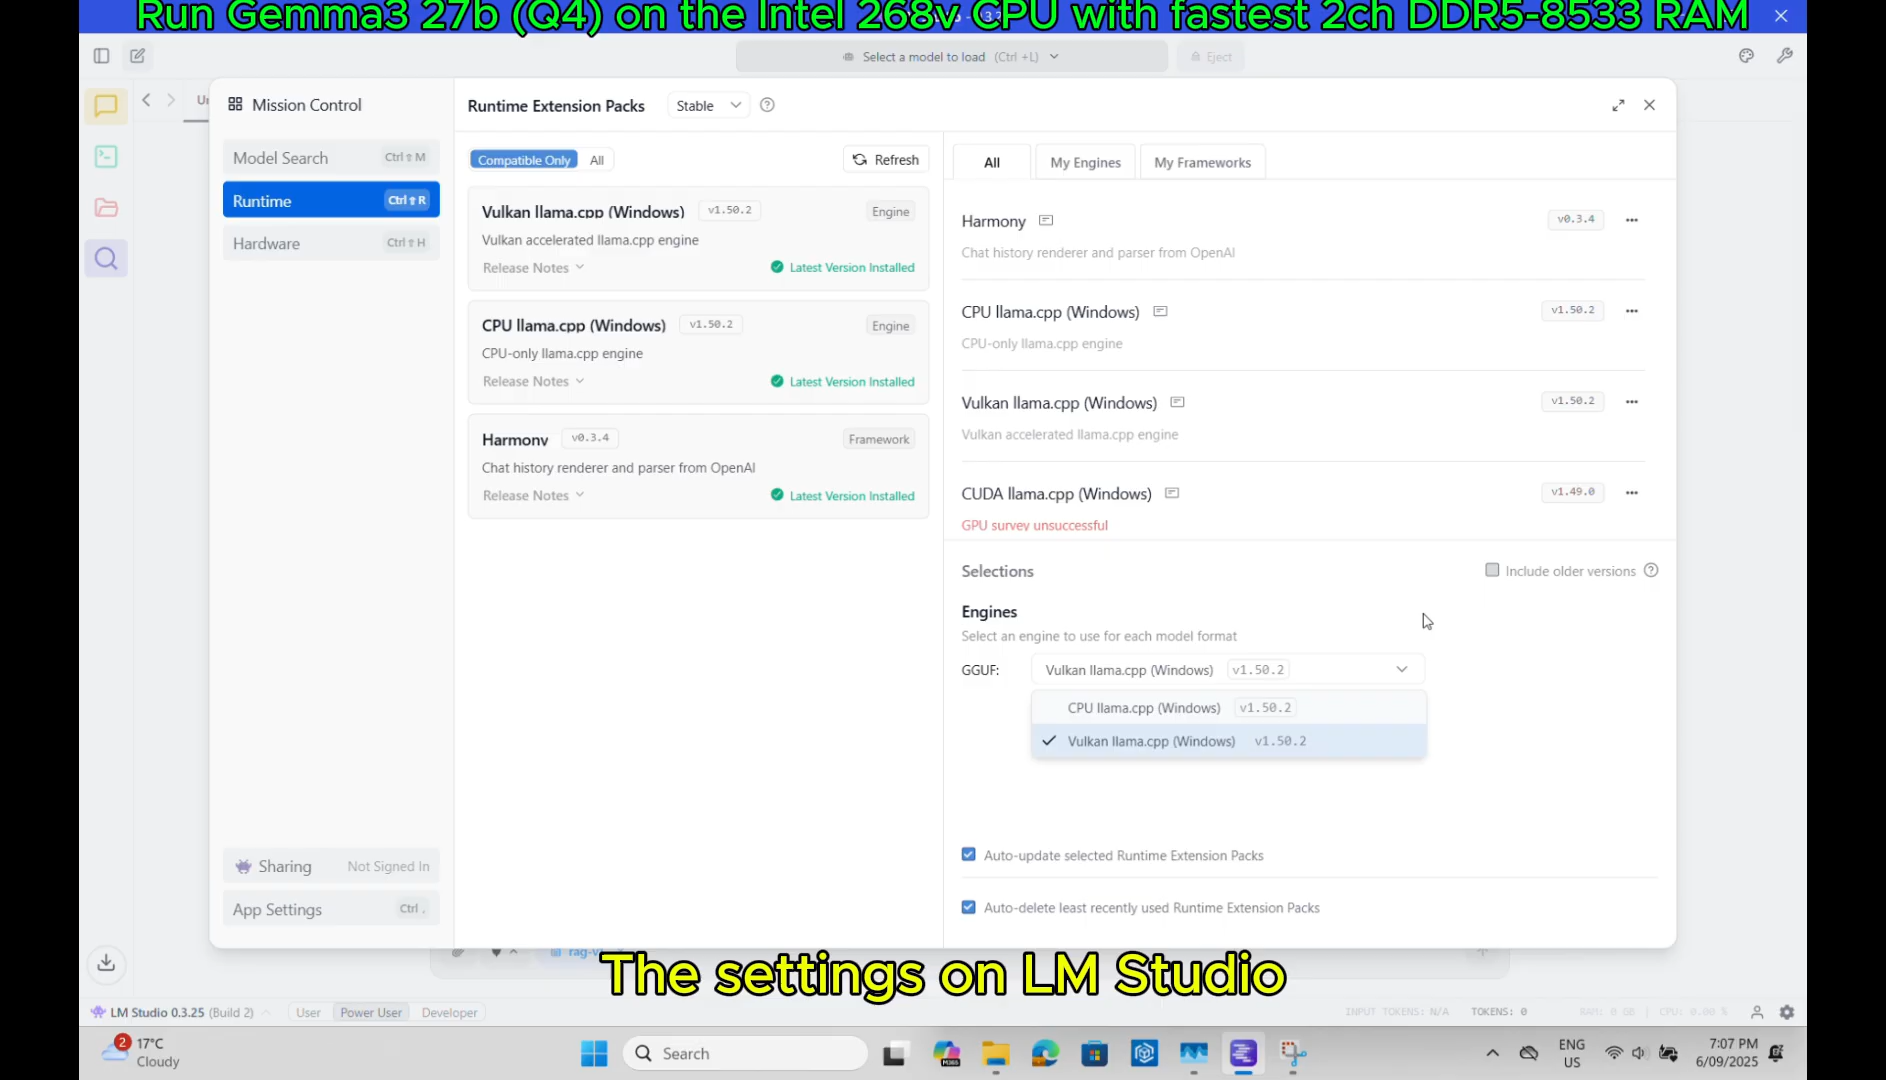 Run Gemma3 27b (Q4) on the Intel 268v CPU with fastest 2ch DDR5-8533 RAM
Select a model to load (Ctrl +L)
Eject
Mission Control
Model Search Ctrl⇧M
Runtime Ctrl⇧R
Hardware Ctrl⇧H
Runtime Extension Packs
Stable
Compatible Only
All
Refresh
Vulkan llama.cpp (Windows) v1.50.2 Engine
Vulkan accelerated llama.cpp engine
Release Notes Latest Version Installed
CPU llama.cpp (Windows) v1.50.2 Engine
CPU-only llama.cpp engine
Release Notes Latest Version Installed
Harmony v0.3.4 Framework
Chat history renderer and parser from OpenAI
Release Notes Latest Version Installed
All
My Engines
My Frameworks
Harmony v0.3.4
Chat history renderer and parser from OpenAI
CPU llama.cpp (Windows) v1.50.2
CPU-only llama.cpp engine
Vulkan llama.cpp (Windows) v1.50.2
Vulkan accelerated llama.cpp engine
CUDA llama.cpp (Windows) v1.49.0
GPU survey unsuccessful
Selections
Include older versions
Engines
Select an engine to use for each model format
GGUF: Vulkan llama.cpp (Windows) v1.50.2
CPU llama.cpp (Windows) v1.50.2
Vulkan llama.cpp (Windows) v1.50.2
Auto-update selected Runtime Extension Packs
Auto-delete least recently used Runtime Extension Packs
Sharing Not Signed In
App Settings Ctrl ,
The settings on LM Studio
LM Studio 0.3.25 (Build 2)
User
Power User
Developer
INPUT TOKENS: N/A
TOKENS: 0
RAM: 0 GB | CPU: 0.00 %
2
17°C
Cloudy
Search
M365
ENG
US
7:07 PM
6/09/2025